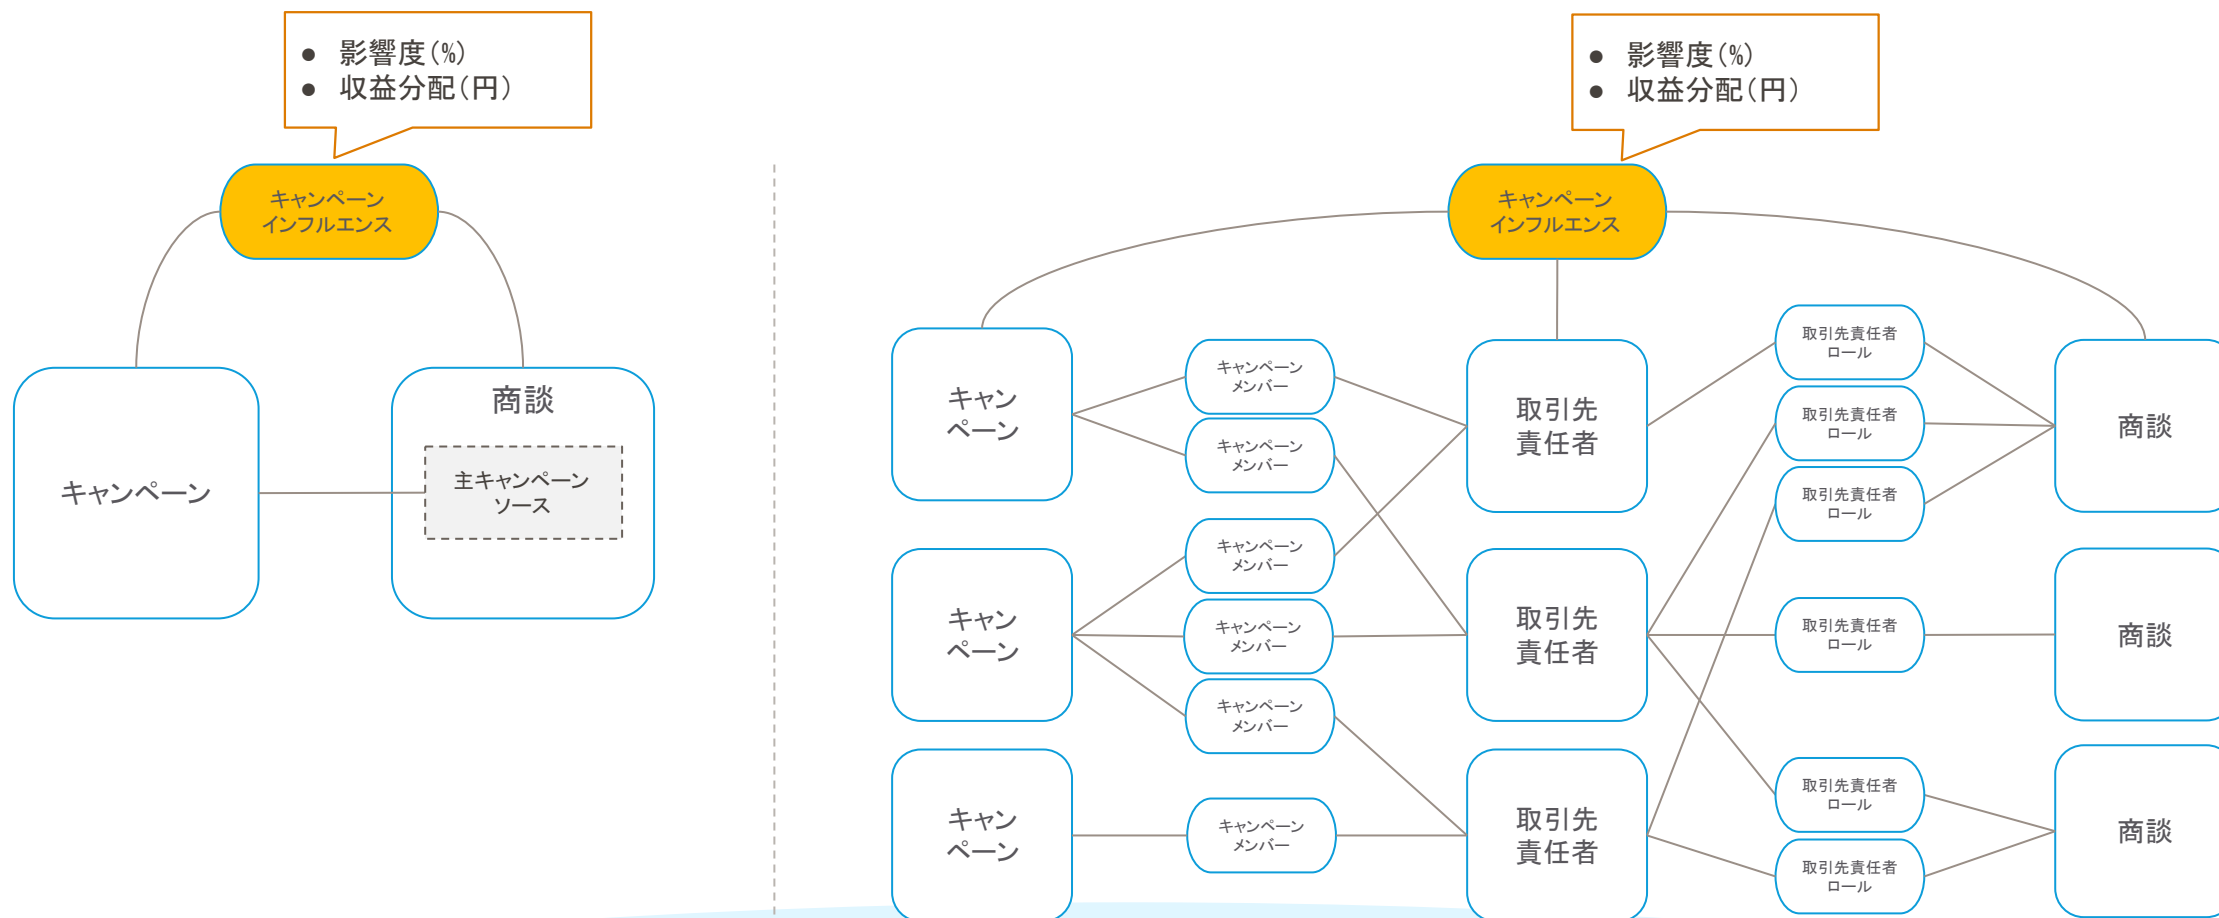 ● 影響度(%)
● 収益分配(円)
キャンペーン
インフルエンス
キャンペーン
商談
主キャンペーン
ソース
● 影響度(%)
● 収益分配(円)
キャンペーン
インフルエンス
キャン
ペーン
キャンペーン
メンバー
キャンペーン
メンバー
取引先
責任者
取引先責任者
ロール
取引先責任者
ロール
取引先責任者
ロール
商談
キャン
ペーン
キャンペーン
メンバー
キャンペーン
メンバー
キャンペーン
メンバー
取引先
責任者
取引先責任者
ロール
商談
キャン
ペーン
キャンペーン
メンバー
取引先
責任者
取引先責任者
ロール
取引先責任者
ロール
商談